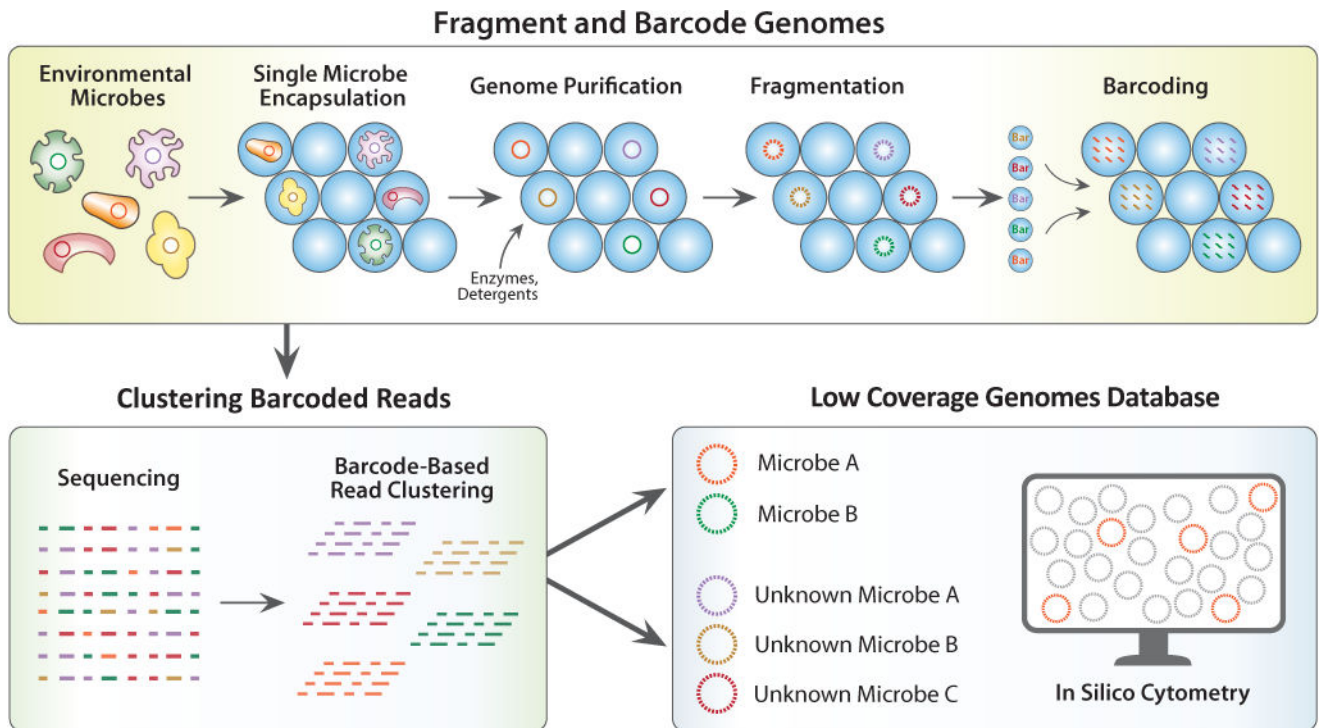 Fragment and Barcode Genomes
Environmental
Microbes
Single Microbe
Encapsulation
Genome Purification
Fragmentation
Barcoding
Enzymes,
Detergents
Bar
Bar
Bar
Bar
Bar
Clustering Barcoded Reads
Sequencing
Barcode-Based
Read Clustering
Low Coverage Genomes Database
Microbe A
Microbe B
Unknown Microbe A
Unknown Microbe B
Unknown Microbe C
In Silico Cytometry